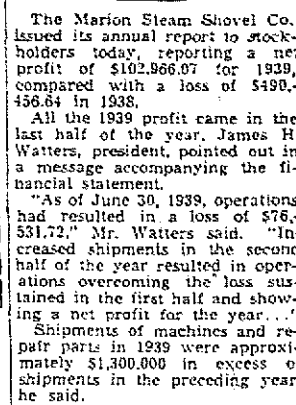 The Marion Steam Shovel Co.
issued its annual report to stock-
holders today, reporting a net
profit of $102,966.07 for 1939,
compared with a loss of $490,-
456.64 in 1938.
All the 1939 profit came in the
last half of the year, James H
Watters, president, pointed out in
a message accompanying the fi-
nancial statement.
"As of June 30, 1939, operations
had resulted in a loss of $76,-
531.72," Mr. Watters said. "In-
creased shipments in the second
half of the year resulted in oper-
ations overcoming the loss sus-
tained in the first half and show-
ing a net profit for the year..."
Shipments of machines and re-
pair parts in 1939 were approxi-
mately $1,300,000 in excess o
shipments in the preceding year
he said.